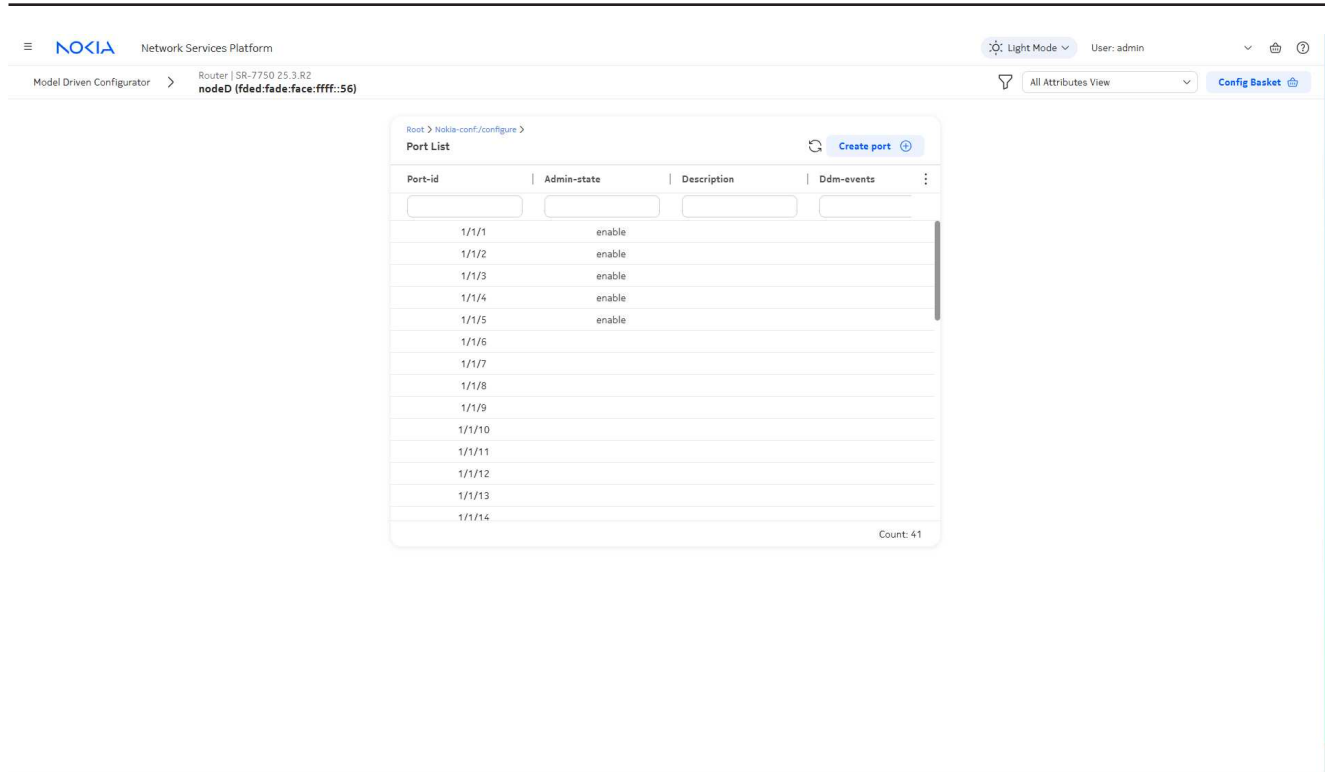 NOKIA Network Services Platform Light Mode User: admin
Model Driven Configurator > Router | SR-7750 25.3.R2 All Attributes View Config Basket
nodeD (fded:fade:face:ffff::56)
Root > Nokia-conf:/configure >
Port List Create port
Port-id Admin-state Description Ddm-events
1/1/1 enable
1/1/2 enable
1/1/3 enable
1/1/4 enable
1/1/5 enable
1/1/6
1/1/7
1/1/8
1/1/9
1/1/10
1/1/11
1/1/12
1/1/13
1/1/14
Count: 41